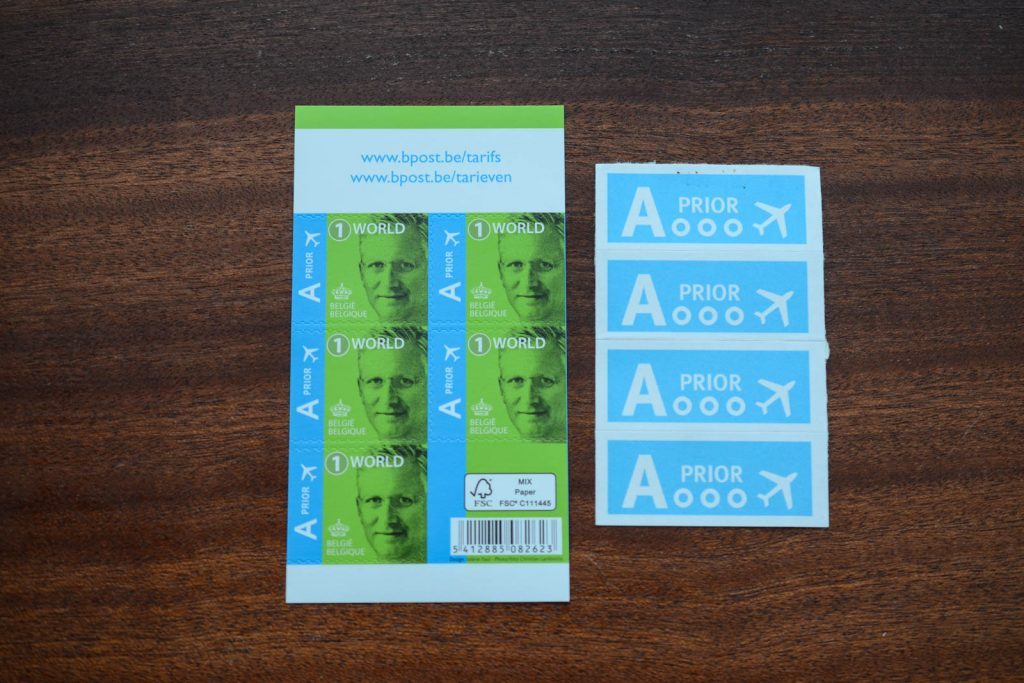 www.bpost.be/tarifs
www.bpost.be/tarieven
A PRIOR
1 WORLD
BELGIË
BELGIQUE
A PRIOR
1 WORLD
BELGIË
BELGIQUE
A PRIOR
1 WORLD
BELGIË
BELGIQUE
A PRIOR
1 WORLD
BELGIË
BELGIQUE
A PRIOR
1 WORLD
BELGIË
BELGIQUE
FSC
MIX
Paper
FSC® C111445
5 412885 082623
A PRIOR
A PRIOR
A PRIOR
A PRIOR